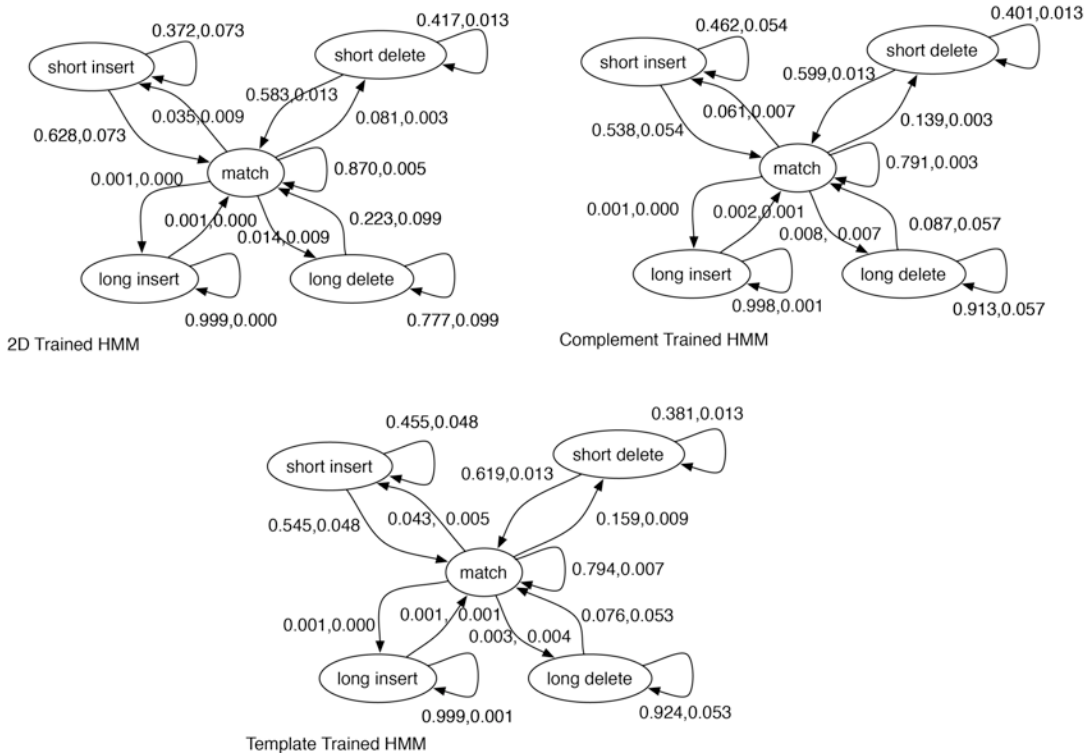 0.372,0.073
short insert
0.417,0.013
short delete
0.583,0.013
0.035,0.009
0.081,0.003
0.628,0.073
match
0.870,0.005
0.001,0.000
0.001,0.000
0.223,0.099
0.014,0.009
long insert
long delete
0.999,0.000
0.777,0.099
2D Trained HMM
0.462,0.054
short insert
0.401,0.013
short delete
0.599,0.013
0.061,0.007
0.139,0.003
0.538,0.054
match
0.791,0.003
0.001,0.000
0.002,0.001
0.087,0.057
0.008, 0.007
long insert
long delete
0.998,0.001
0.913,0.057
Complement Trained HMM
0.455,0.048
short insert
0.381,0.013
short delete
0.619,0.013
0.043, 0.005
0.159,0.009
0.545,0.048
match
0.794,0.007
0.001,0.000
0.001, 0.001
0.076,0.053
0.003, 0.004
long insert
long delete
0.999,0.001
0.924,0.053
Template Trained HMM